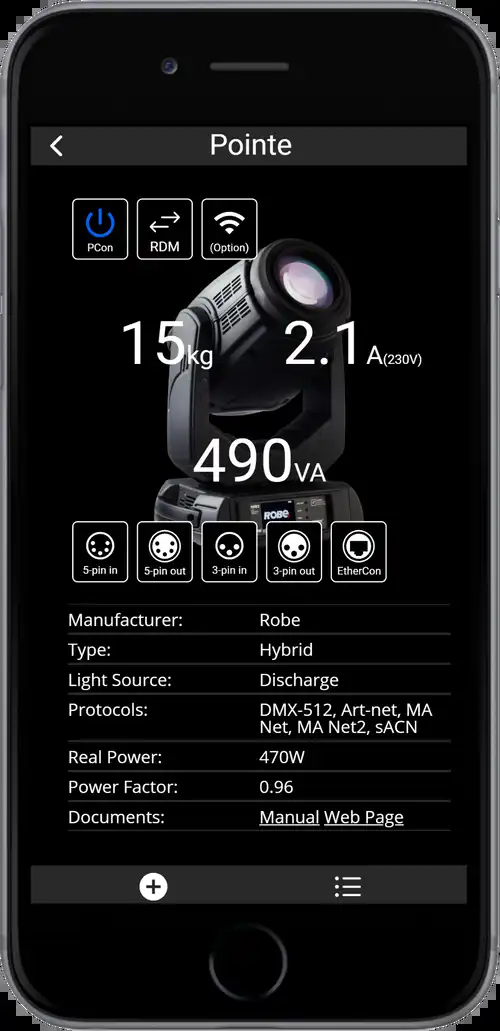 Pointe
PCon
RDM
(Option)
15kg
2.1A(230V)
490VA
ROBE
5-pin in
5-pin out
3-pin in
3-pin out
EtherCon
Manufacturer: Robe
Type: Hybrid
Light Source: Discharge
Protocols: DMX-512, Art-net, MA
Net, MA Net2, sACN
Real Power: 470W
Power Factor: 0.96
Documents: Manual Web Page